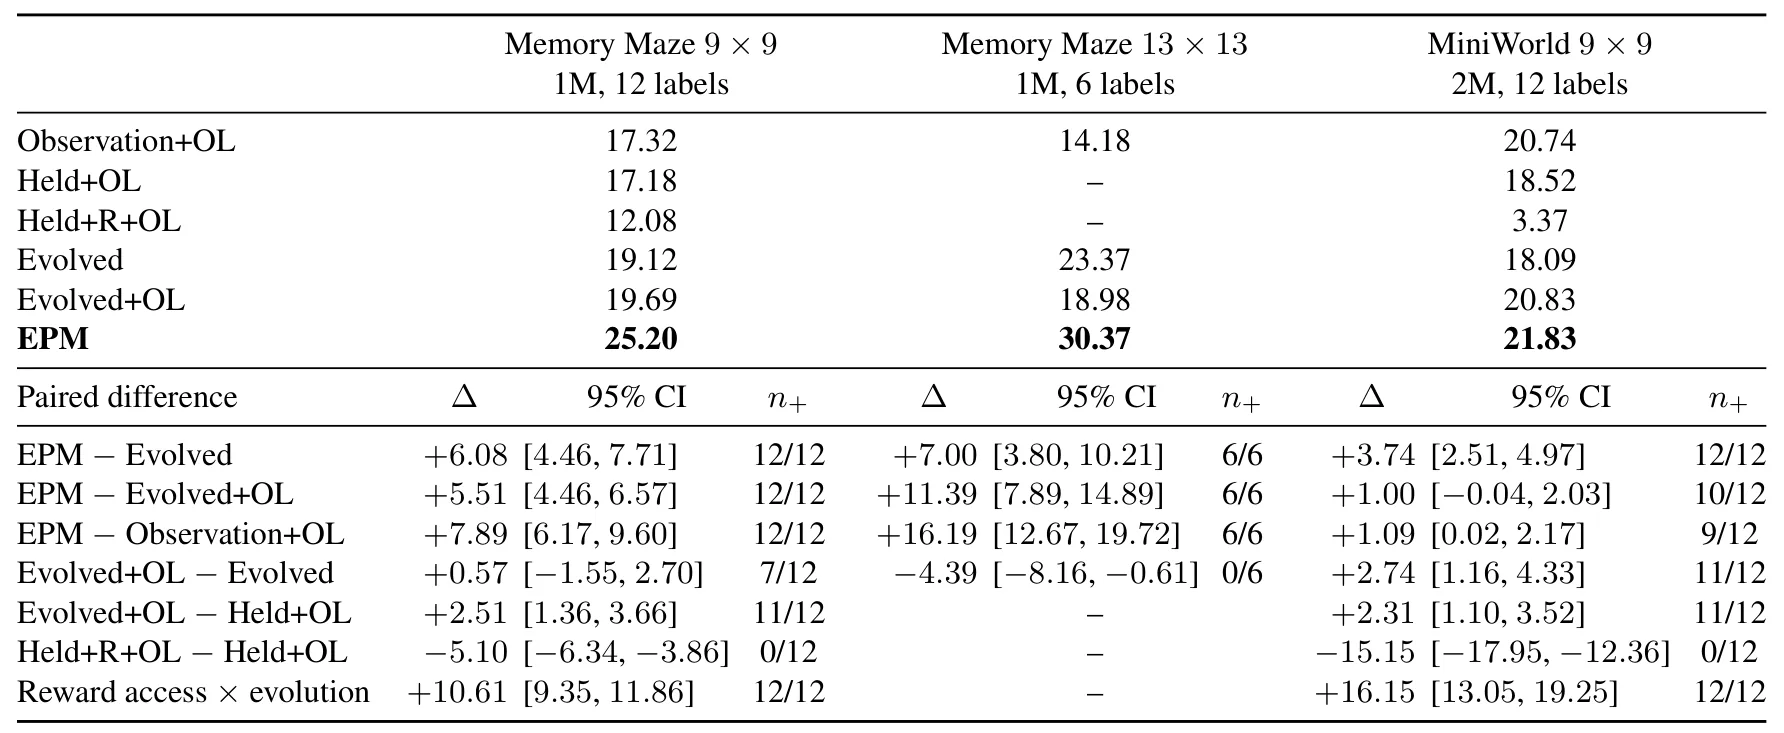 Memory Maze 9 × 9 Memory Maze 13 × 13 MiniWorld 9 × 9
1M, 12 labels 1M, 6 labels 2M, 12 labels
Observation+OL 17.32 14.18 20.74
Held+OL 17.18 – 18.52
Held+R+OL 12.08 – 3.37
Evolved 19.12 23.37 18.09
Evolved+OL 19.69 18.98 20.83
EPM 25.20 30.37 21.83
Paired difference Δ 95% CI n₊ Δ 95% CI n₊ Δ 95% CI n₊
EPM − Evolved +6.08 [4.46, 7.71] 12/12 +7.00 [3.80, 10.21] 6/6 +3.74 [2.51, 4.97] 12/12
EPM − Evolved+OL +5.51 [4.46, 6.57] 12/12 +11.39 [7.89, 14.89] 6/6 +1.00 [−0.04, 2.03] 10/12
EPM − Observation+OL +7.89 [6.17, 9.60] 12/12 +16.19 [12.67, 19.72] 6/6 +1.09 [0.02, 2.17] 9/12
Evolved+OL − Evolved +0.57 [−1.55, 2.70] 7/12 −4.39 [−8.16, −0.61] 0/6 +2.74 [1.16, 4.33] 11/12
Evolved+OL − Held+OL +2.51 [1.36, 3.66] 11/12 – +2.31 [1.10, 3.52] 11/12
Held+R+OL − Held+OL −5.10 [−6.34, −3.86] 0/12 – −15.15 [−17.95, −12.36] 0/12
Reward access × evolution +10.61 [9.35, 11.86] 12/12 – +16.15 [13.05, 19.25] 12/12